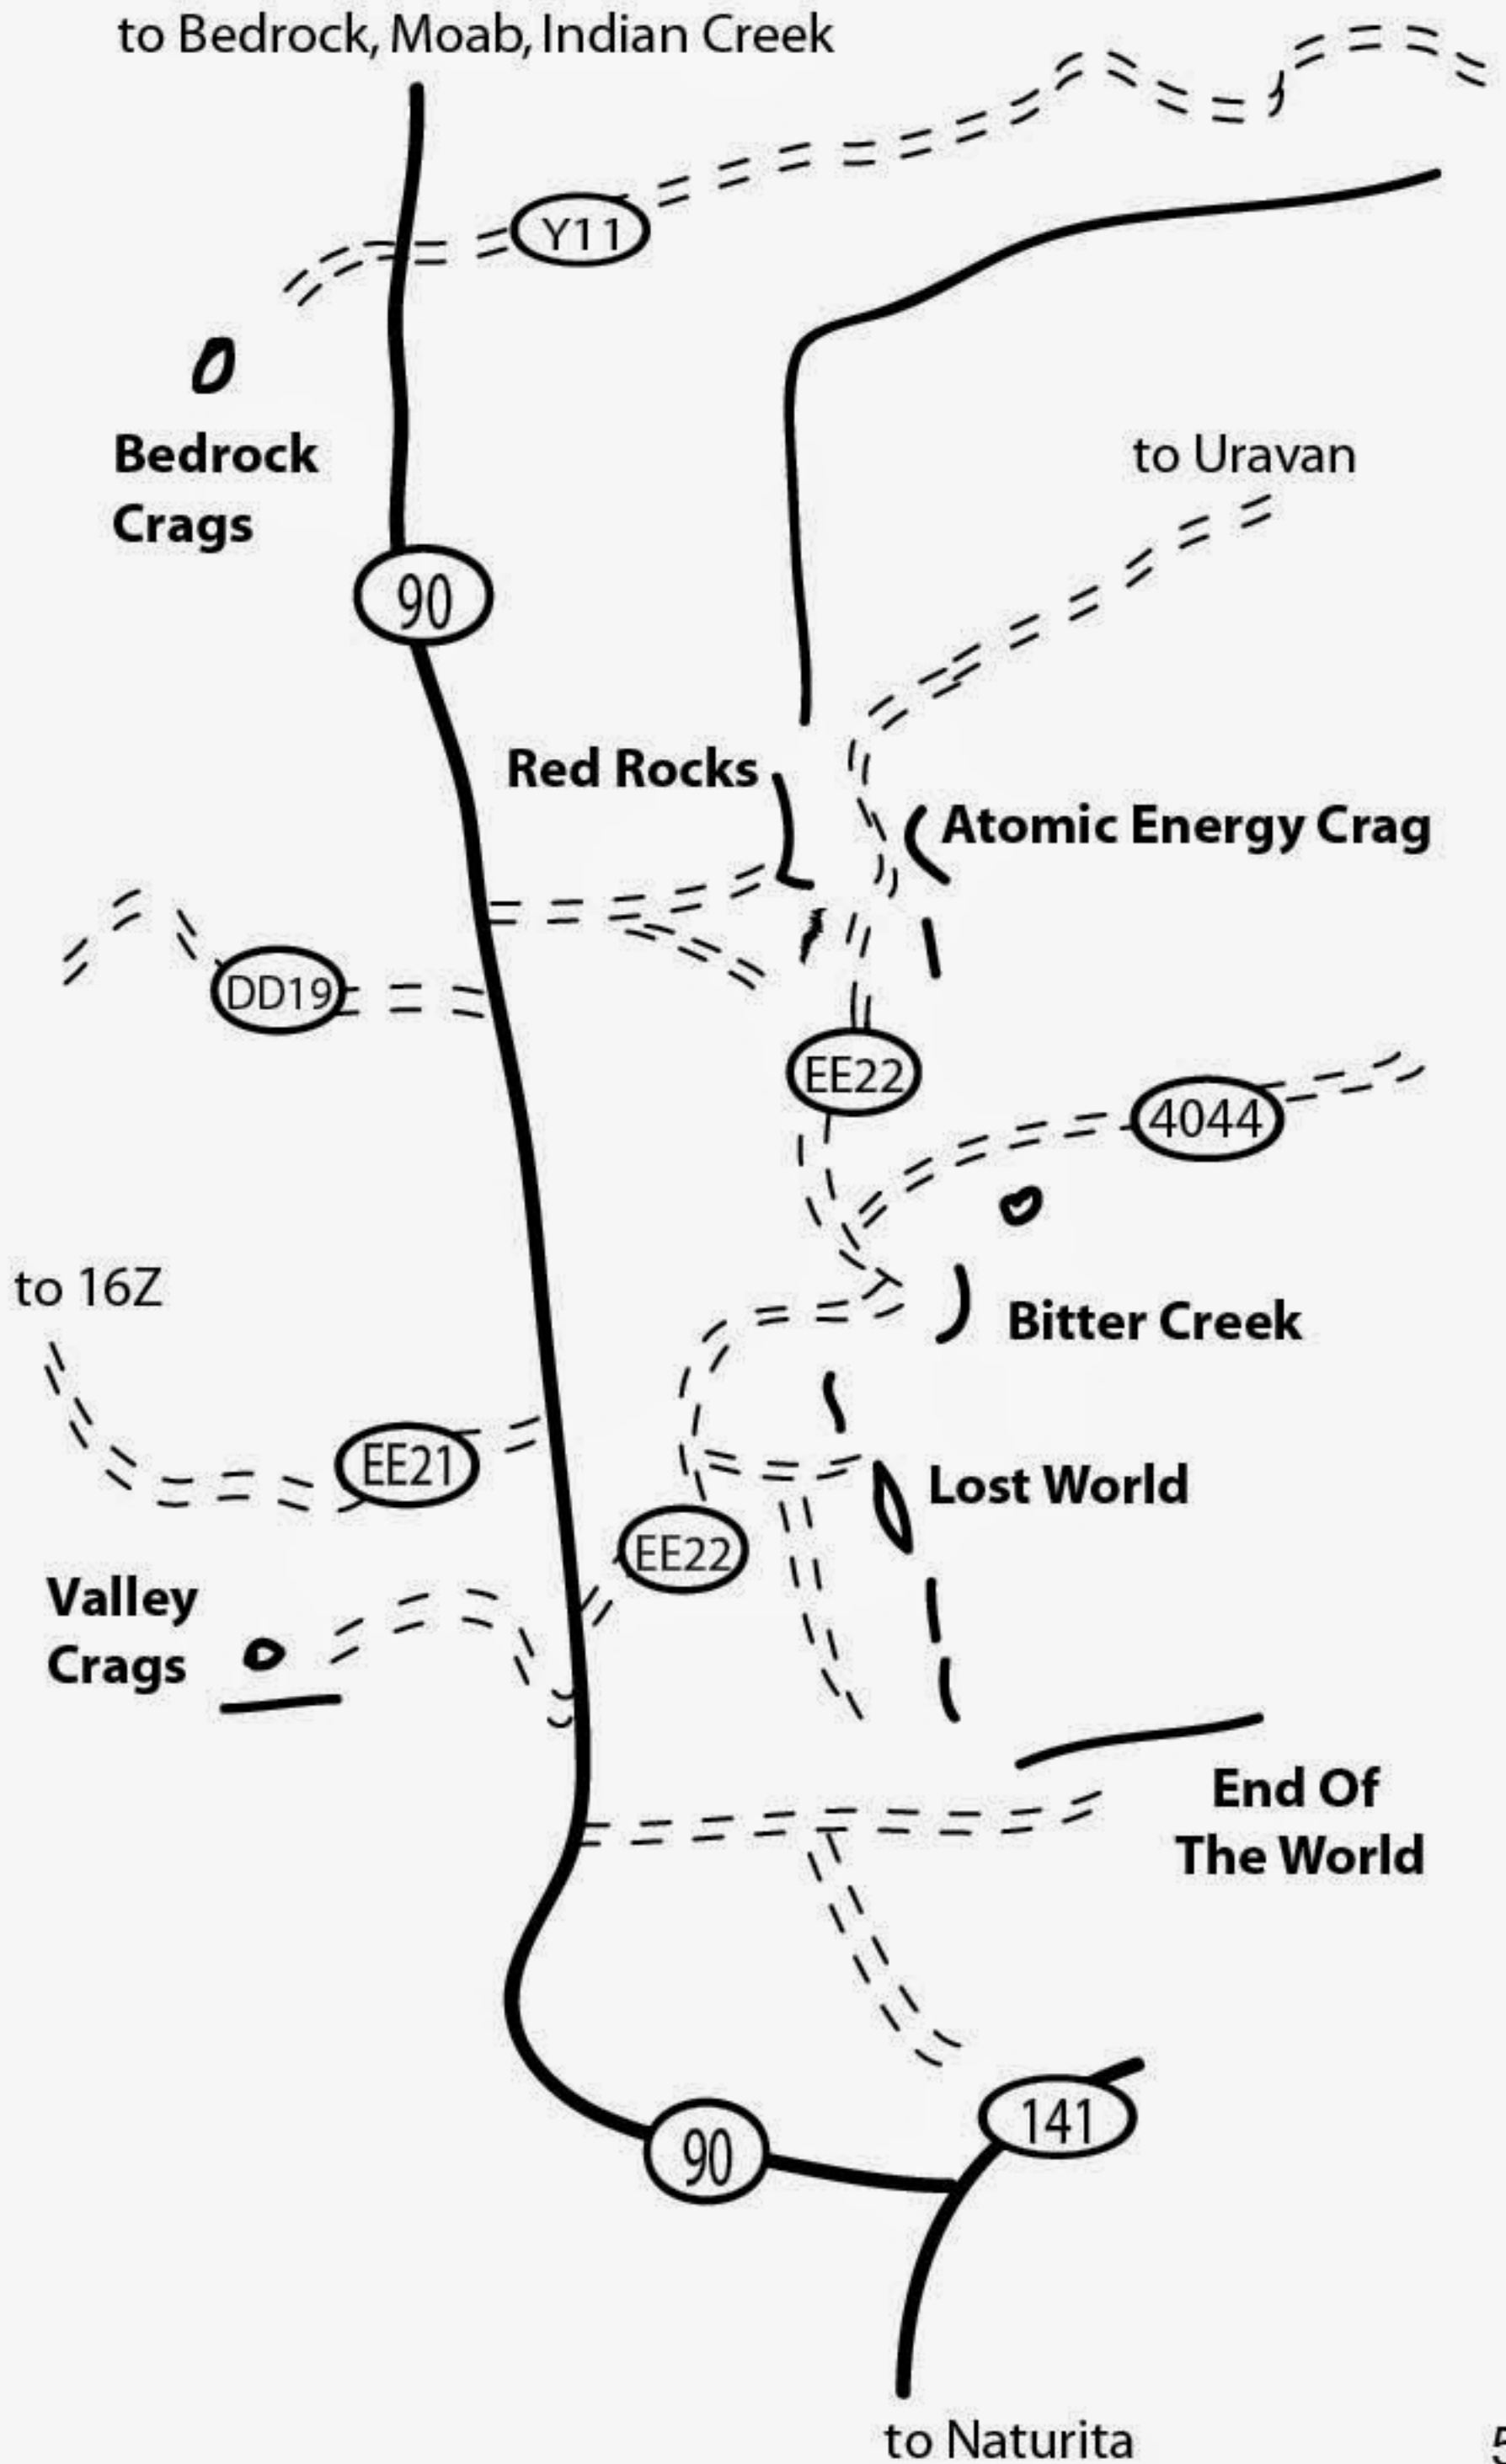 to Bedrock, Moab, Indian Creek
Y11
Bedrock
Crags
to Uravan
90
Red Rocks
Atomic Energy Crag
DD19
EE22
4044
to 16Z
Bitter Creek
EE21
Lost World
EE22
Valley
Crags
End Of
The World
141
90
to Naturita
5